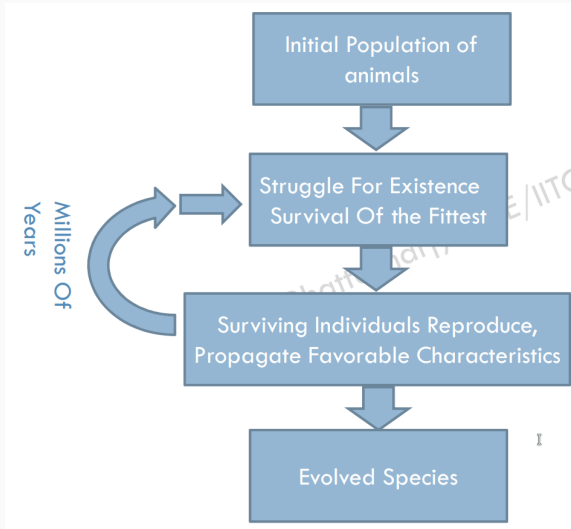 Initial Population of
animals
Struggle For Existence
Survival Of the Fittest
Millions Of
Years
Surviving Individuals Reproduce,
Propagate Favorable Characteristics
Evolved Species